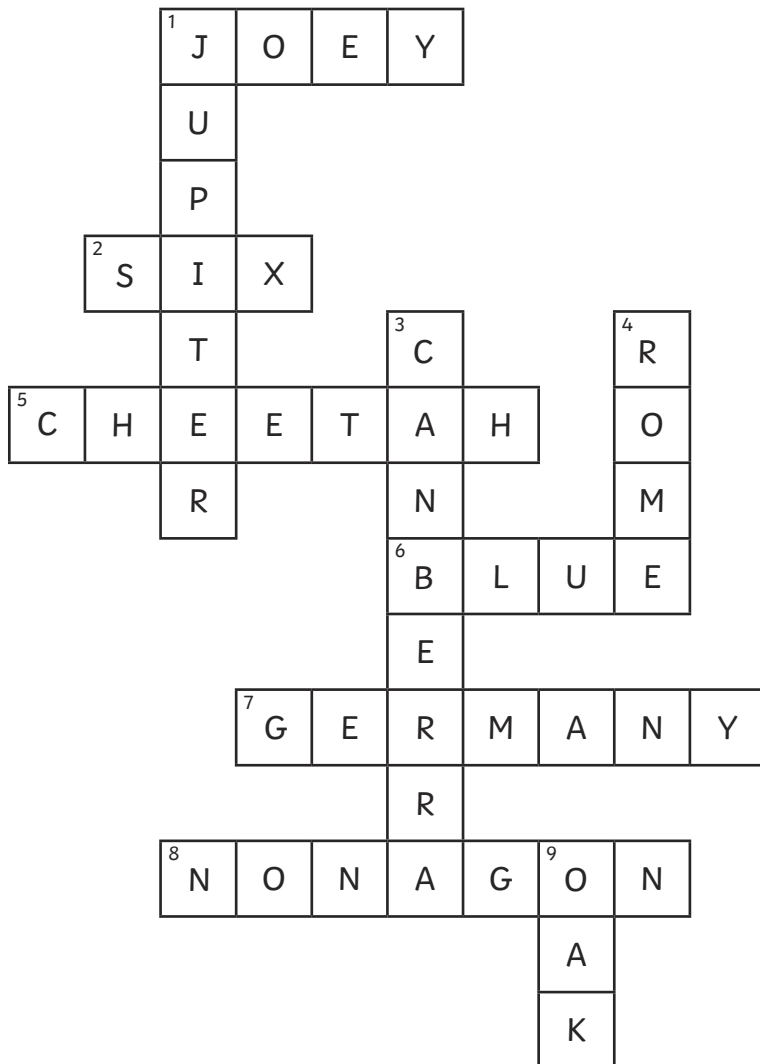 1 J O E Y
U
P
2 S I X
T 3 C 4 R
5 C H E E T A H O
R N M
6 B L U E
E
7 G E R M A N Y
R
8 N O N A G 9 O N
A
K